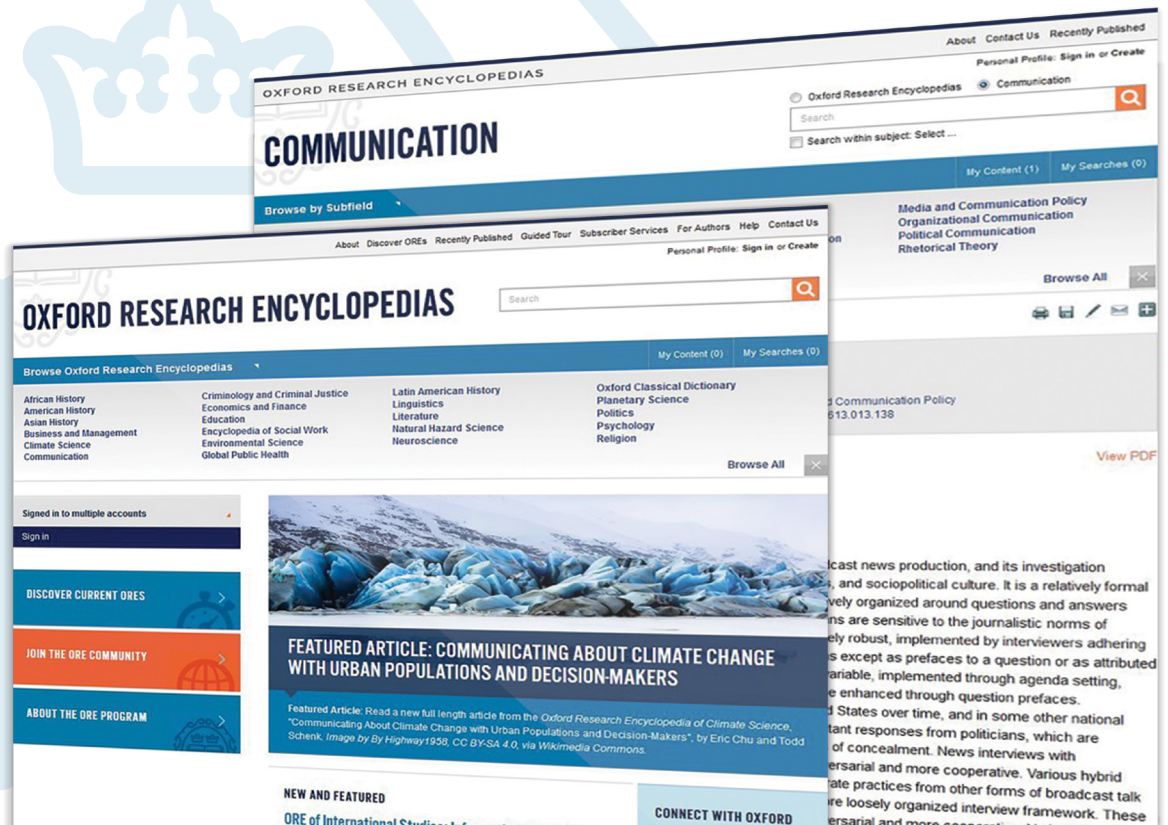 About Contact Us Recently Published
OXFORD RESEARCH ENCYCLOPEDIAS
Personal Profile: Sign in or Create
Oxford Research Encyclopedias Communication
Search
COMMUNICATION
Search within subject: Select ...
My Content (1) My Searches (0)
Browse by Subfield
Media and Communication Policy
Organizational Communication
Political Communication
Rhetorical Theory
Browse All
Communication Policy
613.013.138
View PDF
cast news production, and its investigation
, and sociopolitical culture. It is a relatively formal
vely organized around questions and answers
ns are sensitive to the journalistic norms of
ely robust, implemented by interviewers adhering
s except as prefaces to a question or as attributed
ariable, implemented through agenda setting,
e enhanced through question prefaces.
States over time, and in some other national
tant responses from politicians, which are
of concealment. News interviews with
ersarial and more cooperative. Various hybrid
ate practices from other forms of broadcast talk
re loosely organized interview framework. These
About Discover OREs Recently Published Guided Tour Subscriber Services For Authors Help Contact Us
Personal Profile: Sign in or Create
OXFORD RESEARCH ENCYCLOPEDIAS
Search
Browse Oxford Research Encyclopedias
My Content (0) My Searches (0)
African History
American History
Asian History
Business and Management
Climate Science
Communication
Criminology and Criminal Justice
Economics and Finance
Education
Encyclopedia of Social Work
Environmental Science
Global Public Health
Latin American History
Linguistics
Literature
Natural Hazard Science
Neuroscience
Oxford Classical Dictionary
Planetary Science
Politics
Psychology
Religion
Browse All
Signed in to multiple accounts
Sign in
DISCOVER CURRENT ORES
JOIN THE ORE COMMUNITY
ABOUT THE ORE PROGRAM
FEATURED ARTICLE: COMMUNICATING ABOUT CLIMATE CHANGE
WITH URBAN POPULATIONS AND DECISION-MAKERS
Featured Article: Read a new full length article from the Oxford Research Encyclopedia of Climate Science,
"Communicating About Climate Change with Urban Populations and Decision-Makers", by Eric Chu and Todd
Schenk. Image by By Highway1958, CC BY-SA 4.0, via Wikimedia Commons.
NEW AND FEATURED
ORE of International Studies:
CONNECT WITH OXFORD